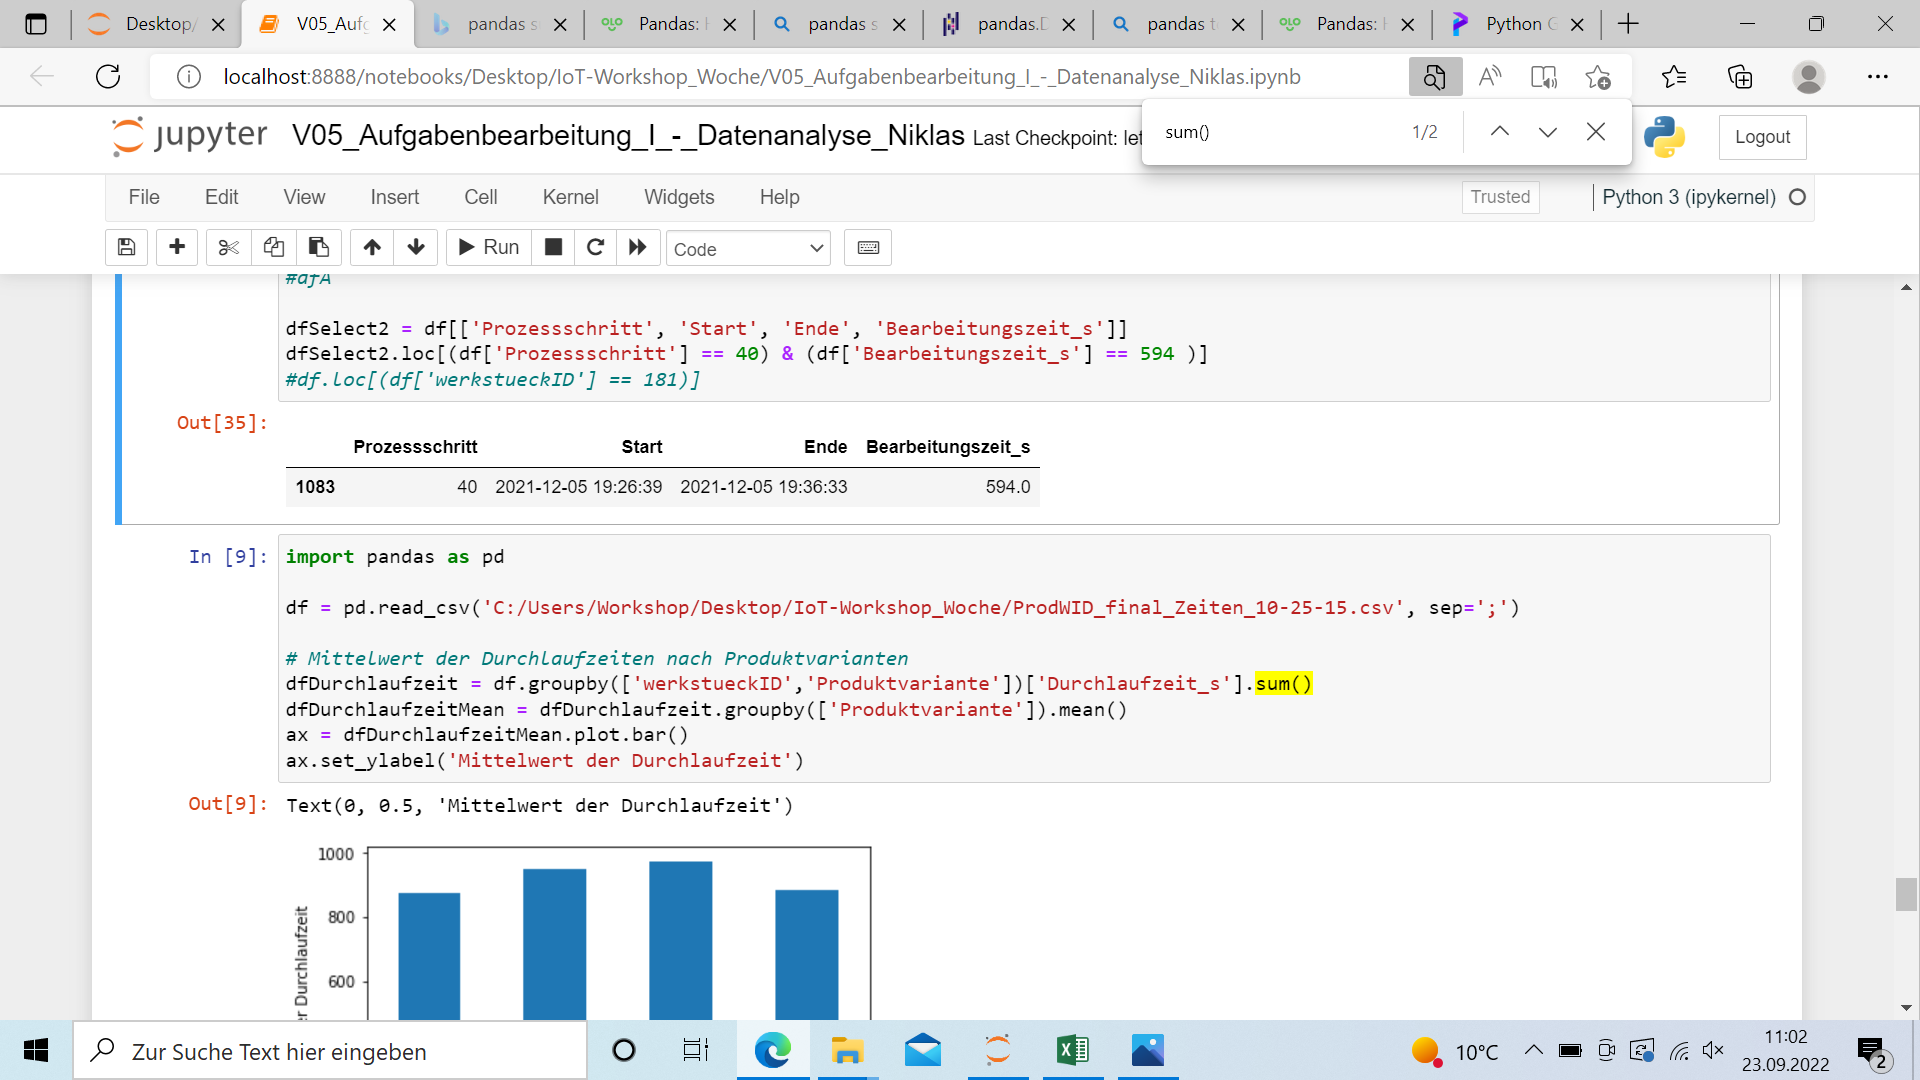 Desktop/
V05_Aufg
pandas s
Pandas: H
pandas s
pandas.D
pandas t
Pandas: H
Python G
localhost:8888/notebooks/Desktop/IoT-Workshop_Woche/V05_Aufgabenbearbeitung_I_-_Datenanalyse_Niklas.ipynb
sum()
1/2
jupyter
V05_Aufgabenbearbeitung_I_-_Datenanalyse_Niklas Last Checkpoint: let
Logout
File Edit View Insert Cell Kernel Widgets Help
Trusted
Python 3 (ipykernel)
Run
Code
#dfA
dfSelect2 = df[['Prozessschritt', 'Start', 'Ende', 'Bearbeitungszeit_s']]
dfSelect2.loc[(df['Prozessschritt'] == 40) & (df['Bearbeitungszeit_s'] == 594 )]
#df.loc[(df['werkstueckID'] == 181)]
Out[35]:
Prozessschritt Start Ende Bearbeitungszeit_s
1083 40 2021-12-05 19:26:39 2021-12-05 19:36:33 594.0
In [9]:
import pandas as pd
df = pd.read_csv('C:/Users/Workshop/Desktop/IoT-Workshop_Woche/ProdWID_final_Zeiten_10-25-15.csv', sep=';')
# Mittelwert der Durchlaufzeiten nach Produktvarianten
dfDurchlaufzeit = df.groupby(['werkstueckID','Produktvariante'])['Durchlaufzeit_s'].sum()
dfDurchlaufzeitMean = dfDurchlaufzeit.groupby(['Produktvariante']).mean()
ax = dfDurchlaufzeitMean.plot.bar()
ax.set_ylabel('Mittelwert der Durchlaufzeit')
Out[9]:
Text(0, 0.5, 'Mittelwert der Durchlaufzeit')
1000
800
600
r Durchlaufzeit
Zur Suche Text hier eingeben
10°C
11:02
23.09.2022
2